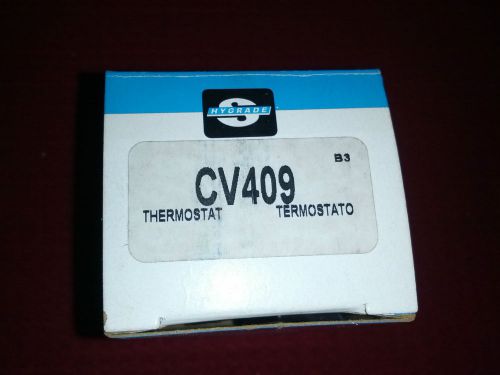 S
HYGRADE
B3
CV409
THERMOSTAT TERMOSTATO